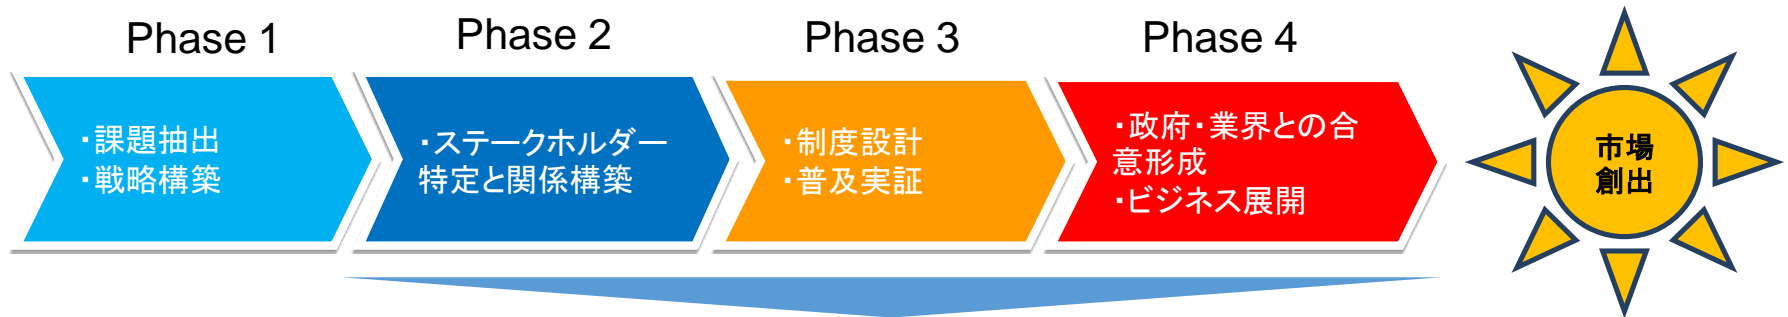 Phase 1
Phase 2
Phase 3
Phase 4
・課題抽出
・戦略構築
・ステークホルダー
特定と関係構築
・制度設計
・普及実証
・政府・業界との合
意形成
・ビジネス展開
市場
創出